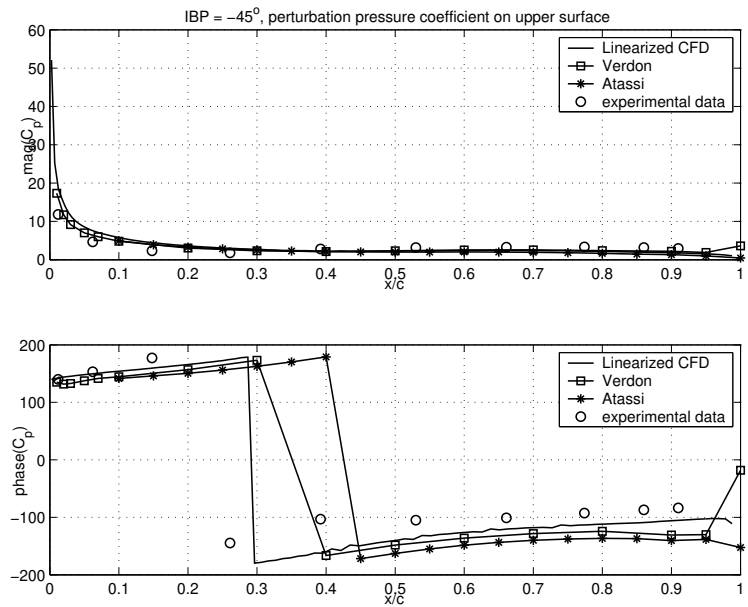 IBP = −45°, perturbation pressure coefficient on upper surface
60
50
40
30
20
10
0
mag(C_p)
Linearized CFD
Verdon
Atassi
experimental data
0 0.1 0.2 0.3 0.4 0.5 0.6 0.7 0.8 0.9 1
x/c
200
100
0
−100
−200
phase(C_p)
Linearized CFD
Verdon
Atassi
experimental data
0 0.1 0.2 0.3 0.4 0.5 0.6 0.7 0.8 0.9 1
x/c